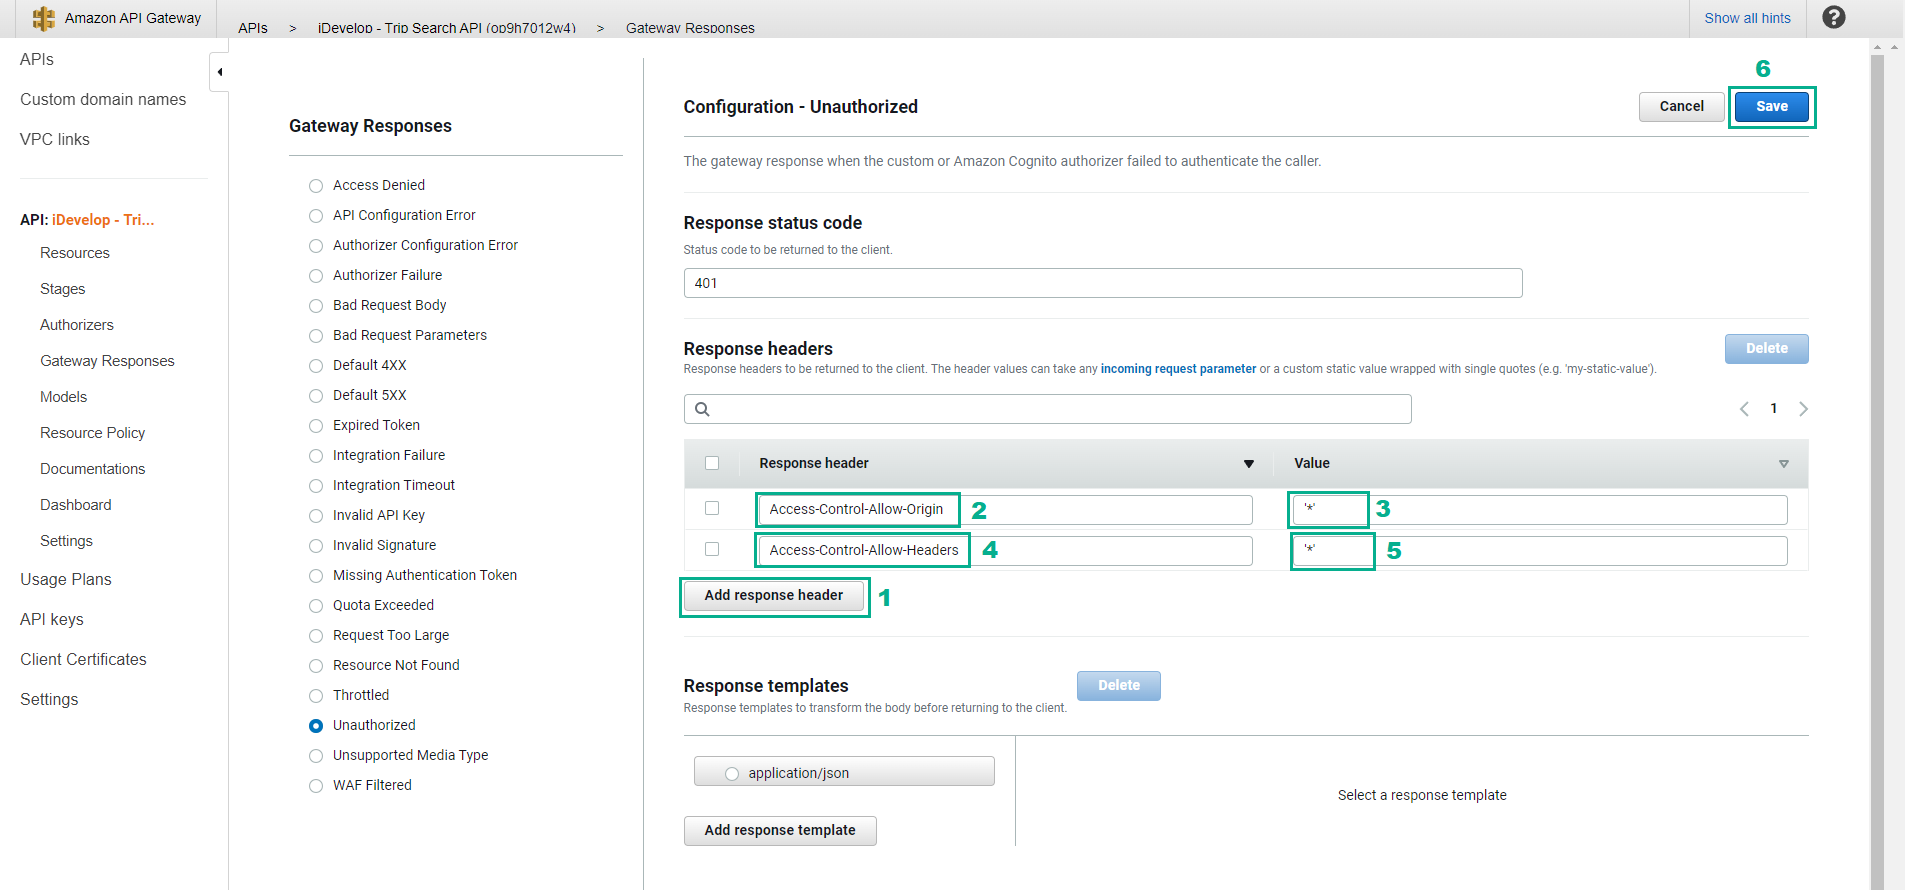 Amazon API Gateway
APIs > iDevelop - Trip Search API (op9h7012w4) > Gateway Responses
Show all hints
?
APIs
Custom domain names
VPC links
API: iDevelop - Tri...
Resources
Stages
Authorizers
Gateway Responses
Models
Resource Policy
Documentations
Dashboard
Settings
Usage Plans
API keys
Client Certificates
Settings
Gateway Responses
Access Denied
API Configuration Error
Authorizer Configuration Error
Authorizer Failure
Bad Request Body
Bad Request Parameters
Default 4XX
Default 5XX
Expired Token
Integration Failure
Integration Timeout
Invalid API Key
Invalid Signature
Missing Authentication Token
Quota Exceeded
Request Too Large
Resource Not Found
Throttled
Unauthorized
Unsupported Media Type
WAF Filtered
6
Configuration - Unauthorized
Cancel
Save
The gateway response when the custom or Amazon Cognito authorizer failed to authenticate the caller.
Response status code
Status code to be returned to the client.
401
Response headers
Delete
Response headers to be returned to the client. The header values can take any incoming request parameter or a custom static value wrapped with single quotes (e.g. 'my-static-value').
1
Response header
Value
Access-Control-Allow-Origin 2 '*' 3
Access-Control-Allow-Headers 4 '*' 5
Add response header 1
Response templates
Delete
Response templates to transform the body before returning to the client.
application/json
Select a response template
Add response template